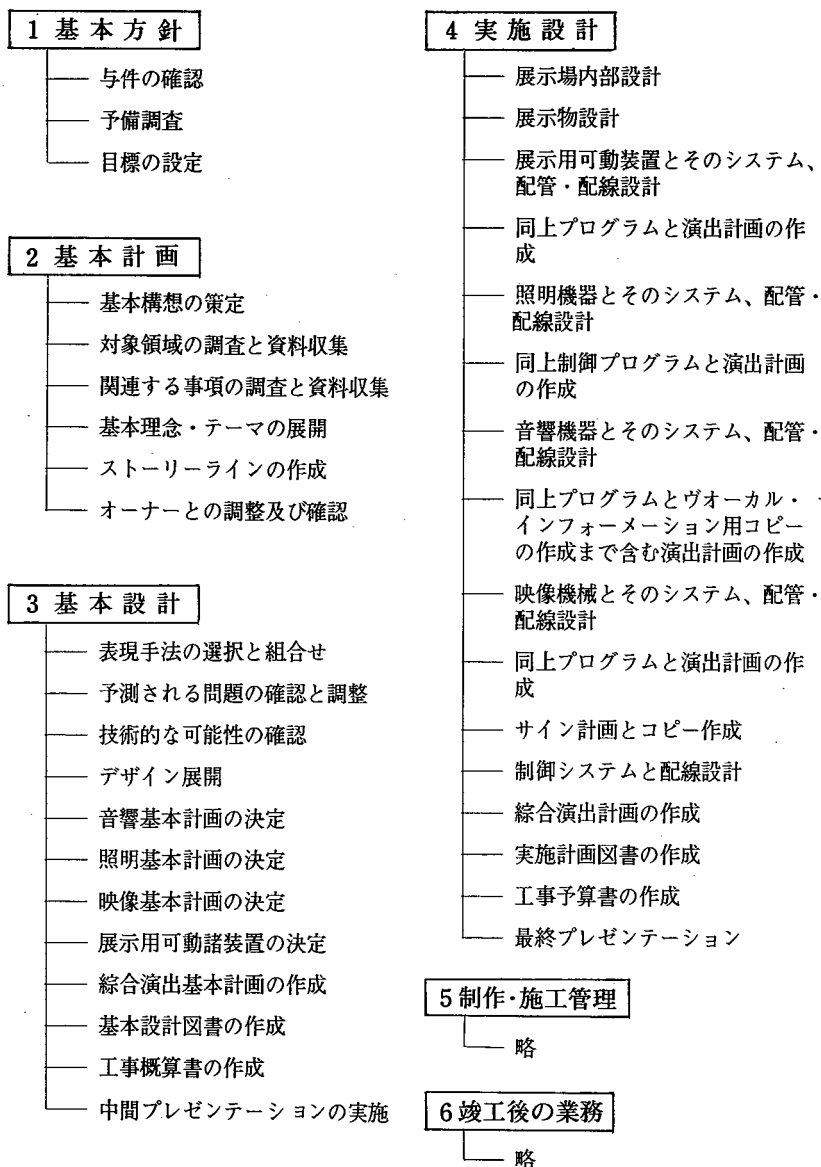 1 基本方針
与件の確認
予備調査
目標の設定
2 基本計画
基本構想の策定
対象領域の調査と資料収集
関連する事項の調査と資料収集
基本理念・テーマの展開
ストーリーラインの作成
オーナーとの調整及び確認
3 基本設計
表現手法の選択と組合せ
予測される問題の確認と調整
技術的な可能性の確認
デザイン展開
音響基本計画の決定
照明基本計画の決定
映像基本計画の決定
展示用可動諸装置の決定
綜合演出基本計画の作成
基本設計図書の作成
工事概算書の作成
中間プレゼンテーションの実施
4 実施設計
展示場内部設計
展示物設計
展示用可動装置とそのシステム、
配管・配線設計
同上プログラムと演出計画の作
成
照明機器とそのシステム、配管・
配線設計
同上制御プログラムと演出計画
の作成
音響機器とそのシステム、配管・
配線設計
同上プログラムとヴオーカル・
インフォーメーション用コピー
の作成まで含む演出計画の作成
映像機械とそのシステム、配管・
配線設計
同上プログラムと演出計画の作
成
サイン計画とコピー作成
制御システムと配線設計
綜合演出計画の作成
実施計画図書の作成
工事予算書の作成
最終プレゼンテーション
5 制作・施工管理
略
6 竣工後の業務
略